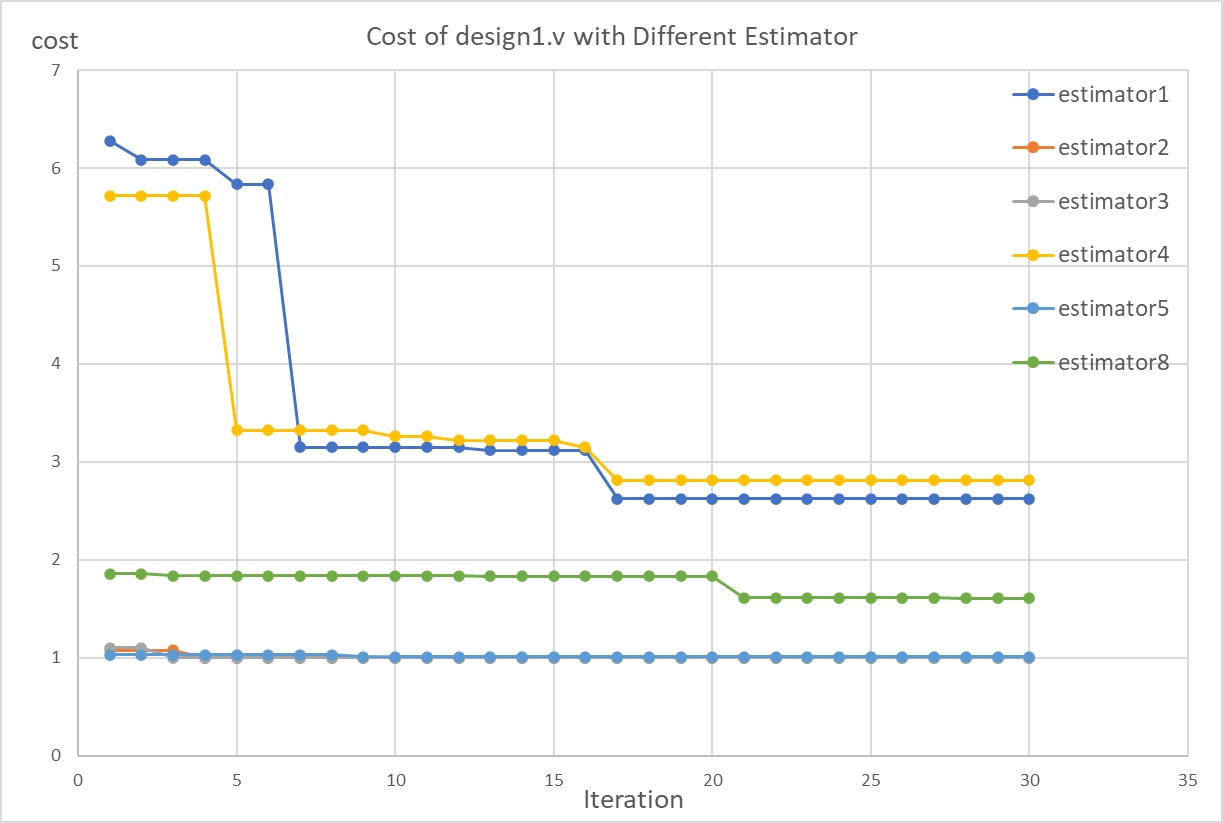 Cost of design1.v with Different Estimator
cost
7
6
5
4
3
2
1
0
0 5 10 15 20 25 30 35
Iteration
estimator1
estimator2
estimator3
estimator4
estimator5
estimator8